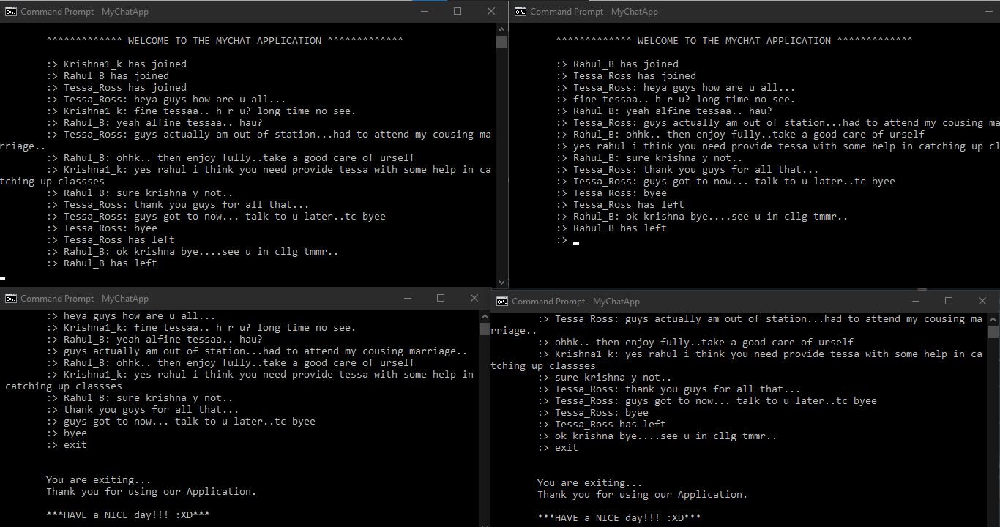 Command Prompt - MyChatApp
^^^^^^^^^^^^^ WELCOME TO THE MYCHAT APPLICATION ^^^^^^^^^^^^^
:> Krishna1_k has joined
:> Rahul_B has joined
:> Tessa_Ross has joined
:> Tessa_Ross: heya guys how are u all...
:> Krishna1_k: fine tessaa.. h r u? long time no see.
:> Rahul_B: yeah alfine tessaa.. hau?
:> Tessa_Ross: guys actually am out of station...had to attend my cousing ma
rriage..
:> Rahul_B: ohhk.. then enjoy fully..take a good care of urself
:> Krishna1_k: yes rahul i think you need provide tessa with some help in ca
tching up classses
:> Rahul_B: sure krishna y not..
:> Tessa_Ross: thank you guys for all that...
:> Tessa_Ross: guys got to now... talk to u later..tc byee
:> Tessa_Ross: byee
:> Tessa_Ross has left
:> Rahul_B: ok krishna bye....see u in cllg tmmr..
:> Rahul_B has left
Command Prompt - MyChatApp
^^^^^^^^^^^^^ WELCOME TO THE MYCHAT APPLICATION ^^^^^^^^^^^^^
:> Rahul_B has joined
:> Tessa_Ross has joined
:> Tessa_Ross: heya guys how are u all...
:> fine tessaa.. h r u? long time no see.
:> Rahul_B: yeah alfine tessaa.. hau?
:> Tessa_Ross: guys actually am out of station...had to attend my cousing ma
:> Rahul_B: ohhk.. then enjoy fully..take a good care of urself
:> yes rahul i think you need provide tessa with some help in catching up cl
:> Rahul_B: sure krishna y not..
:> Tessa_Ross: thank you guys for all that...
:> Tessa_Ross: guys got to now... talk to u later..tc byee
:> Tessa_Ross: byee
:> Tessa_Ross has left
:> Rahul_B: ok krishna bye....see u in cllg tmmr..
:> Rahul_B has left
:>
Command Prompt - MyChatApp
:> heya guys how are u all...
:> Krishna1_k: fine tessaa.. h r u? long time no see.
:> Rahul_B: yeah alfine tessaa.. hau?
:> guys actually am out of station...had to attend my cousing marriage..
:> Rahul_B: ohhk.. then enjoy fully..take a good care of urself
:> Krishna1_k: yes rahul i think you need provide tessa with some help in
catching up classses
:> Rahul_B: sure krishna y not..
:> thank you guys for all that...
:> guys got to now... talk to u later..tc byee
:> byee
:> exit
You are exiting...
Thank you for using our Application.
***HAVE a NICE day!!! :XD***
Command Prompt - MyChatApp
:> Tessa_Ross: guys actually am out of station...had to attend my cousing ma
rriage..
:> ohhk.. then enjoy fully..take a good care of urself
:> Krishna1_k: yes rahul i think you need provide tessa with some help in ca
tching up classses
:> sure krishna y not..
:> Tessa_Ross: thank you guys for all that...
:> Tessa_Ross: guys got to now... talk to u later..tc byee
:> Tessa_Ross: byee
:> Tessa_Ross has left
:> ok krishna bye....see u in cllg tmmr..
:> exit
You are exiting...
Thank you for using our Application.
***HAVE a NICE day!!! :XD***